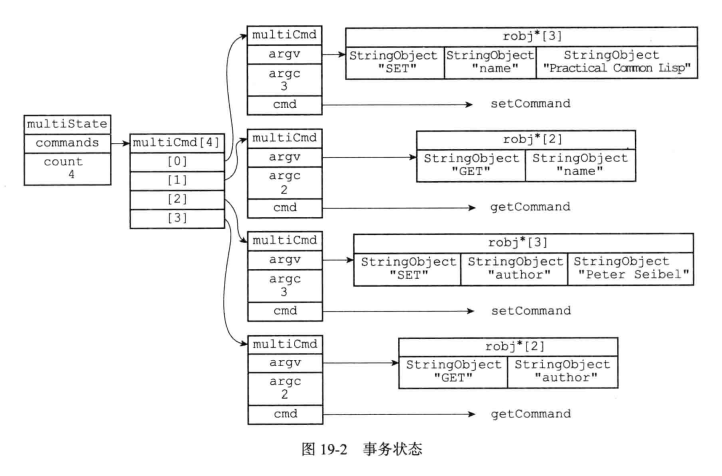 multiState
commands
count
4
multiCmd[4]
[0]
[1]
[2]
[3]
multiCmd
argv
argc
3
cmd
robj*[3]
StringObject "SET"
StringObject "name"
StringObject "Practical Common Lisp"
setCommand
multiCmd
argv
argc
2
cmd
robj*[2]
StringObject "GET"
StringObject "name"
getCommand
multiCmd
argv
argc
3
cmd
robj*[3]
StringObject "SET"
StringObject "author"
StringObject "Peter Seibel"
setCommand
multiCmd
argv
argc
2
cmd
robj*[2]
StringObject "GET"
StringObject "author"
getCommand
图 19-2 事务状态